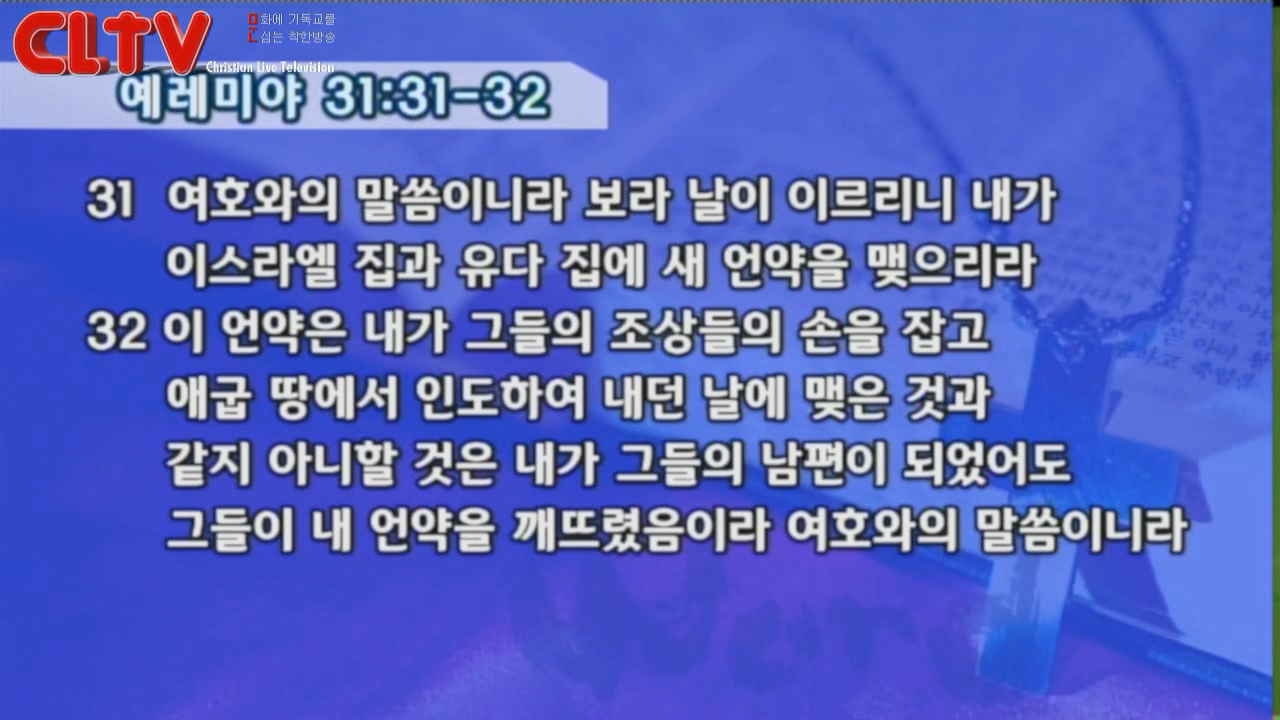 CLTV
문화에 기독교를
심는 착한방송
Christian Live Television
예레미야 31:31-32
31 여호와의 말씀이니라 보라 날이 이르리니 내가
이스라엘 집과 유다 집에 새 언약을 맺으리라
32 이 언약은 내가 그들의 조상들의 손을 잡고
애굽 땅에서 인도하여 내던 날에 맺은 것과
같지 아니할 것은 내가 그들의 남편이 되었어도
그들이 내 언약을 깨뜨렸음이라 여호와의 말씀이니라